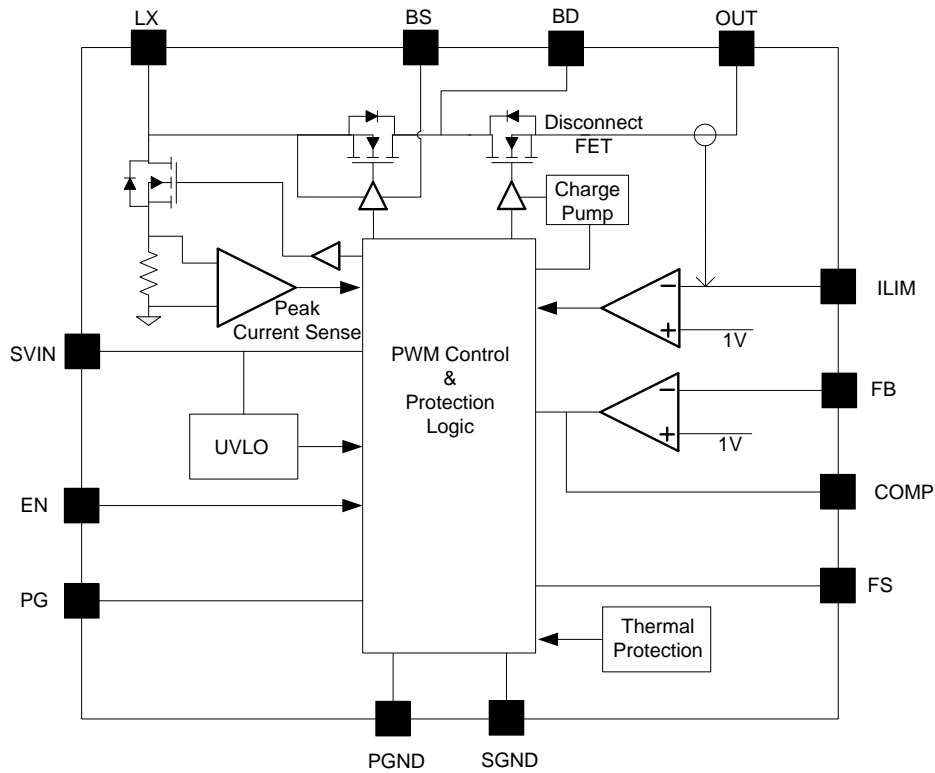 LX
BS
BD
OUT
Disconnect
FET
Charge
Pump
Peak
Current Sense
ILIM
1V
SVIN
PWM Control
&
Protection
Logic
FB
1V
UVLO
COMP
EN
FS
PG
Thermal
Protection
PGND
SGND